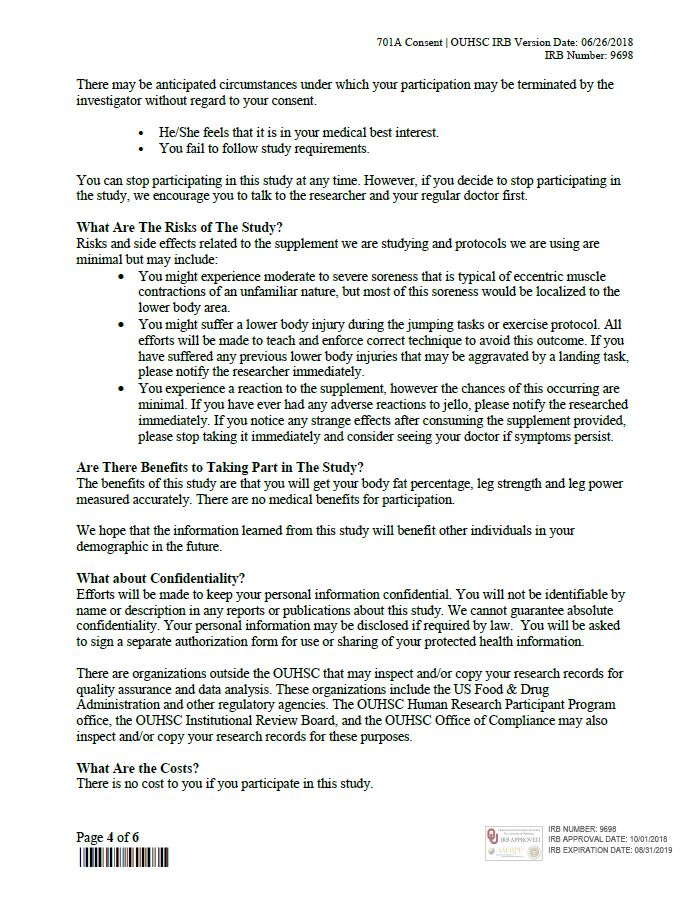 701A Consent | OUHSC IRB Version Date: 06/26/2018
IRB Number: 9698
There may be anticipated circumstances under which your participation may be terminated by the
investigator without regard to your consent.
• He/She feels that it is in your medical best interest.
• You fail to follow study requirements.
You can stop participating in this study at any time. However, if you decide to stop participating in
the study, we encourage you to talk to the researcher and your regular doctor first.
What Are The Risks of The Study?
Risks and side effects related to the supplement we are studying and protocols we are using are
minimal but may include:
• You might experience moderate to severe soreness that is typical of eccentric muscle
contractions of an unfamiliar nature, but most of this soreness would be localized to the
lower body area.
• You might suffer a lower body injury during the jumping tasks or exercise protocol. All
efforts will be made to teach and enforce correct technique to avoid this outcome. If you
have suffered any previous lower body injuries that may be aggravated by a landing task,
please notify the researcher immediately.
• You experience a reaction to the supplement, however the chances of this occurring are
minimal. If you have ever had any adverse reactions to jello, please notify the researched
immediately. If you notice any strange effects after consuming the supplement provided,
please stop taking it immediately and consider seeing your doctor if symptoms persist.
Are There Benefits to Taking Part in The Study?
The benefits of this study are that you will get your body fat percentage, leg strength and leg power
measured accurately. There are no medical benefits for participation.
We hope that the information learned from this study will benefit other individuals in your
demographic in the future.
What about Confidentiality?
Efforts will be made to keep your personal information confidential. You will not be identifiable by
name or description in any reports or publications about this study. We cannot guarantee absolute
confidentiality. Your personal information may be disclosed if required by law. You will be asked
to sign a separate authorization form for use or sharing of your protected health information.
There are organizations outside the OUHSC that may inspect and/or copy your research records for
quality assurance and data analysis. These organizations include the US Food & Drug
Administration and other regulatory agencies. The OUHSC Human Research Participant Program
office, the OUHSC Institutional Review Board, and the OUHSC Office of Compliance may also
inspect and/or copy your research records for these purposes.
What Are the Costs?
There is no cost to you if you participate in this study.
Page 4 of 6
IRB APPROVED
IRB NUMBER: 9698
IRB APPROVAL DATE: 10/01/2018
IRB EXPIRATION DATE: 08/31/2019